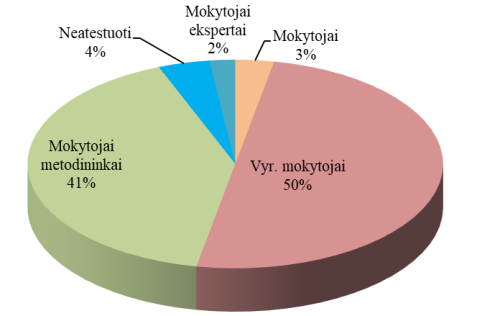 Mokytojai
ekspertai
2%
Neatestuoti
4%
Mokytojai
3%
Mokytojai
metodininkai
41%
Vyr. mokytojai
50%